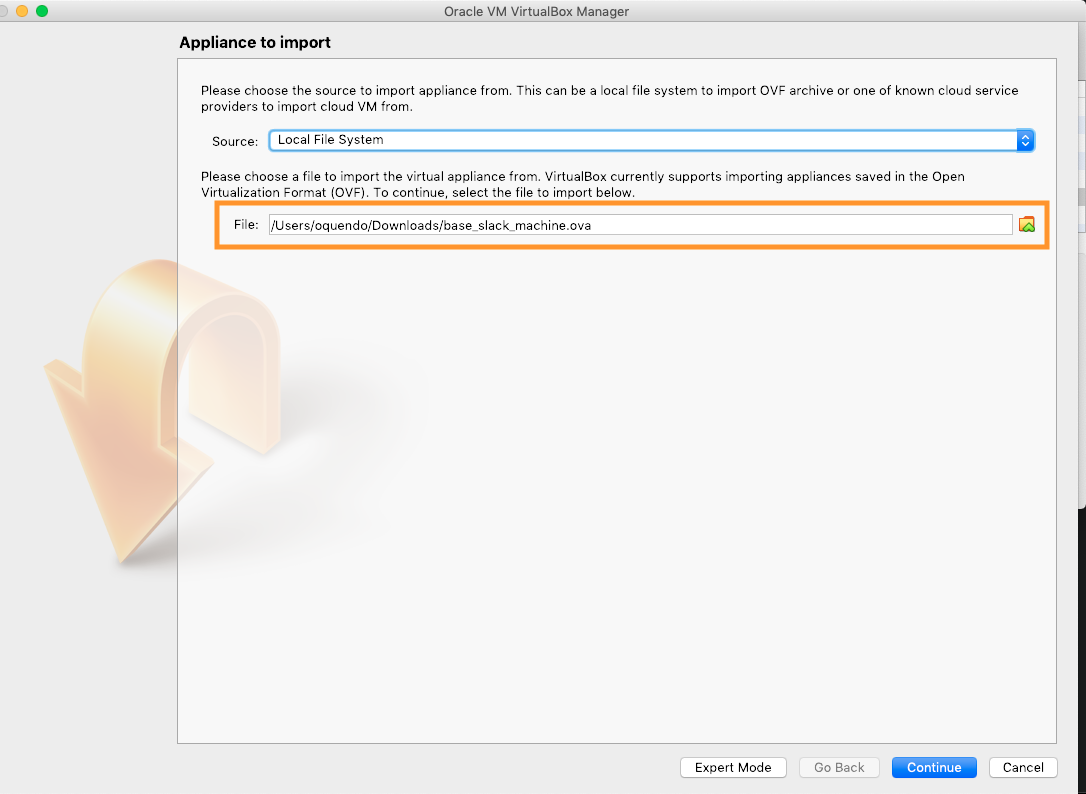 Oracle VM VirtualBox Manager
Appliance to import
Please choose the source to import appliance from. This can be a local file system to import OVF archive or one of known cloud service
providers to import cloud VM from.
Source: Local File System
Please choose a file to import the virtual appliance from. VirtualBox currently supports importing appliances saved in the Open
Virtualization Format (OVF). To continue, select the file to import below.
File: /Users/oquendo/Downloads/base_slack_machine.ova
Expert Mode Go Back Continue Cancel